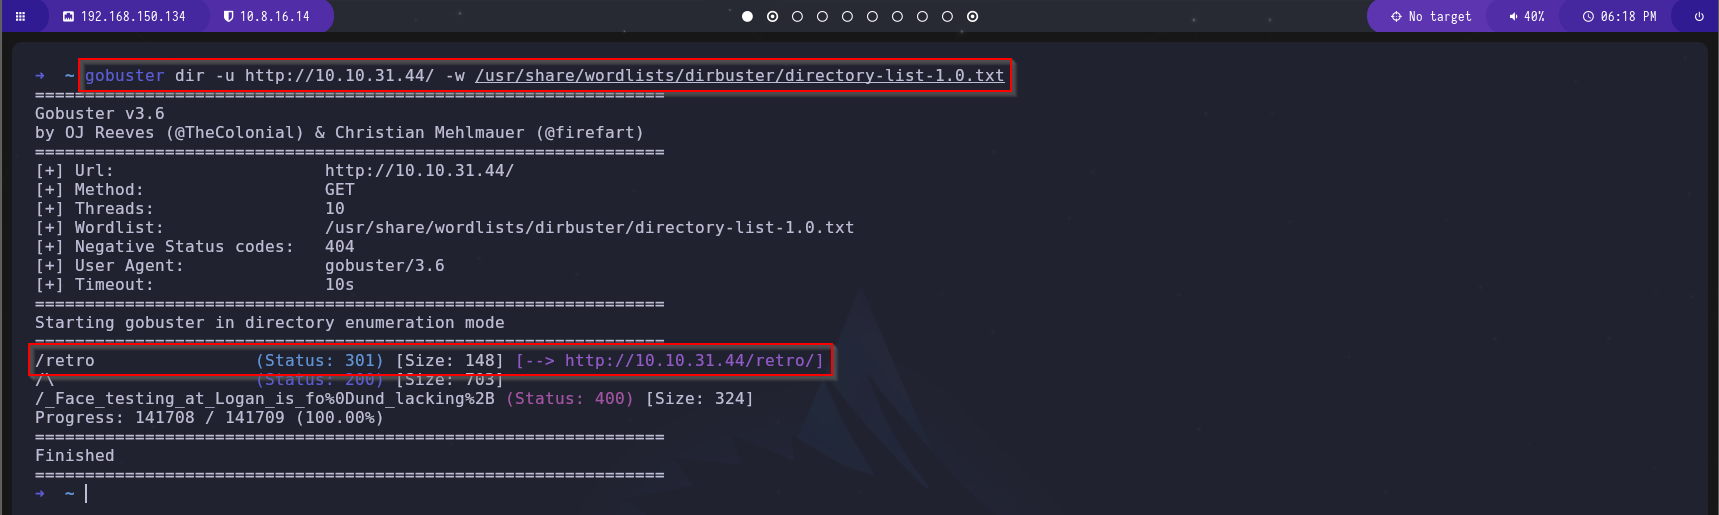 192.168.150.134 10.8.16.14 No target 40% 06:18 PM
→ ~ gobuster dir -u http://10.10.31.44/ -w /usr/share/wordlists/dirbuster/directory-list-1.0.txt
===============================================================
Gobuster v3.6
by OJ Reeves (@TheColonial) & Christian Mehlmauer (@firefart)
===============================================================
[+] Url: http://10.10.31.44/
[+] Method: GET
[+] Threads: 10
[+] Wordlist: /usr/share/wordlists/dirbuster/directory-list-1.0.txt
[+] Negative Status codes: 404
[+] User Agent: gobuster/3.6
[+] Timeout: 10s
===============================================================
Starting gobuster in directory enumeration mode
===============================================================
/retro (Status: 301) [Size: 148] [--> http://10.10.31.44/retro/]
/\ (Status: 200) [Size: 703]
/_Face_testing_at_Logan_is_fo%0Dund_lacking%2B (Status: 400) [Size: 324]
Progress: 141708 / 141709 (100.00%)
===============================================================
Finished
===============================================================
→ ~